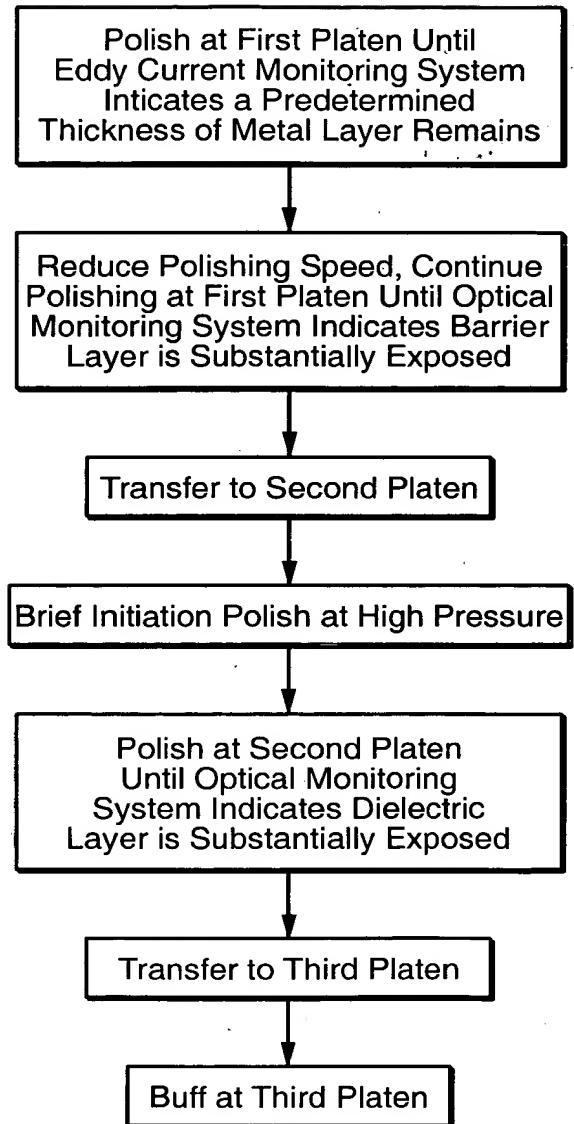 Polish at First Platen Until
Eddy Current Monitoring System
Inticates a Predetermined
Thickness of Metal Layer Remains
Reduce Polishing Speed, Continue
Polishing at First Platen Until Optical
Monitoring System Indicates Barrier
Layer is Substantially Exposed
Transfer to Second Platen
Brief Initiation Polish at High Pressure
Polish at Second Platen
Until Optical Monitoring
System Indicates Dielectric
Layer is Substantially Exposed
Transfer to Third Platen
Buff at Third Platen